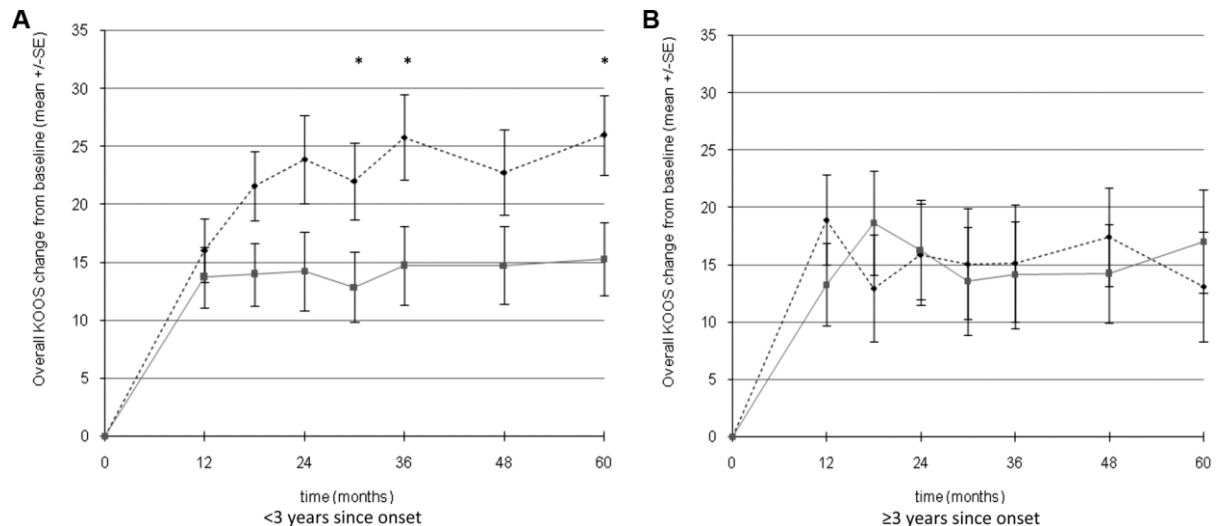 A
Overall KOOS change from baseline (mean +/-SE)
35
30
25
20
15
10
5
0
* * *
0 12 24 36 48 60
time (months)
<3 years since onset
B
Overall KOOS change from baseline (mean +/-SE)
35
30
25
20
15
10
5
0
0 12 24 36 48 60
time (months)
≥3 years since onset